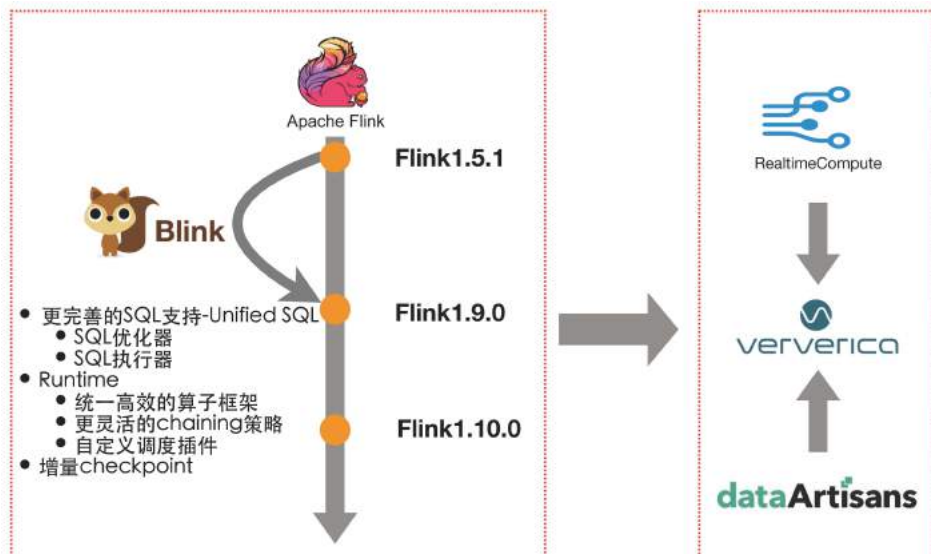 Apache Flink
Flink1.5.1
Blink
Flink1.9.0
• 更完善的SQL支持-Unified SQL
• SQL优化器
• SQL执行器
• Runtime
• 统一高效的算子框架
• 更灵活的chaining策略
• 自定义调度插件
• 增量checkpoint
Flink1.10.0
RealtimeCompute
ververica
dataArtisans